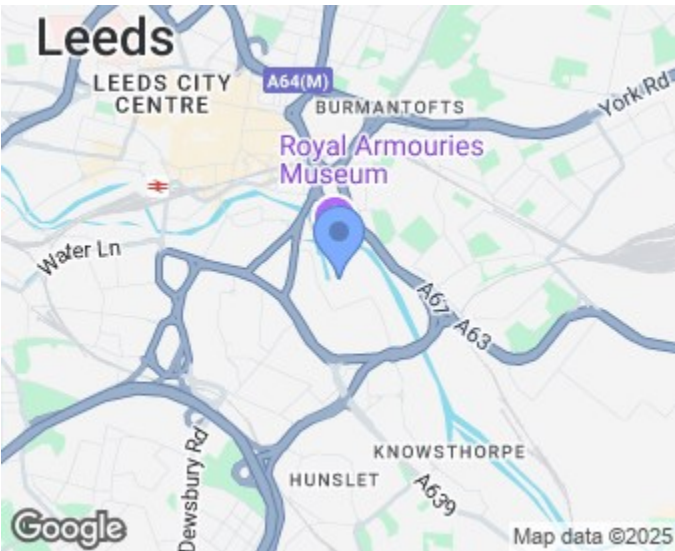 Leeds
LEEDS CITY
CENTRE
A64(M)
BURMANTOFTS
York Rd
Royal Armouries
Museum
Water Ln
A67
A63
Dewsbury Rd
KNOWSTHORPE
HUNSLET
A639
Google
Map data ©2025